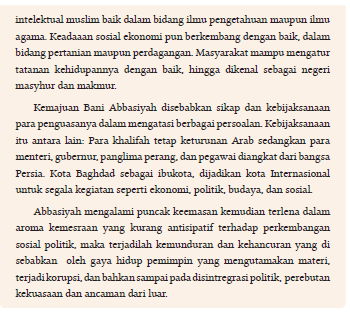 intelektual muslim baik dalam bidang ilmu pengetahuan maupun ilmu
agama. Keadaaan sosial ekonomi pun berkembang dengan baik, dalam
bidang pertanian maupun perdagangan. Masyarakat mampu mengatur
tatanan kehidupannya dengan baik, hingga dikenal sebagai negeri
masyhur dan makmur.
Kemajuan Bani Abbasiyah disebabkan sikap dan kebijaksanaan
para penguasanya dalam mengatasi berbagai persoalan. Kebijaksanaan
itu antara lain: Para khalifah tetap keturunan Arab sedangkan para
menteri, gubernur, panglima perang, dan pegawai diangkat dari bangsa
Persia. Kota Baghdad sebagai ibukota, dijadikan kota Internasional
untuk segala kegiatan seperti ekonomi, politik, budaya, dan sosial.
Abbasiyah mengalami puncak keemasan kemudian terlena dalam
aroma kemesraan yang kurang antisipatif terhadap perkembangan
sosial politik, maka terjadilah kemunduran dan kehancuran yang di
sebabkan oleh gaya hidup pemimpin yang mengutamakan materi,
terjadi korupsi, dan bahkan sampai pada disintregrasi politik, perebutan
kekuasaan dan ancaman dari luar.